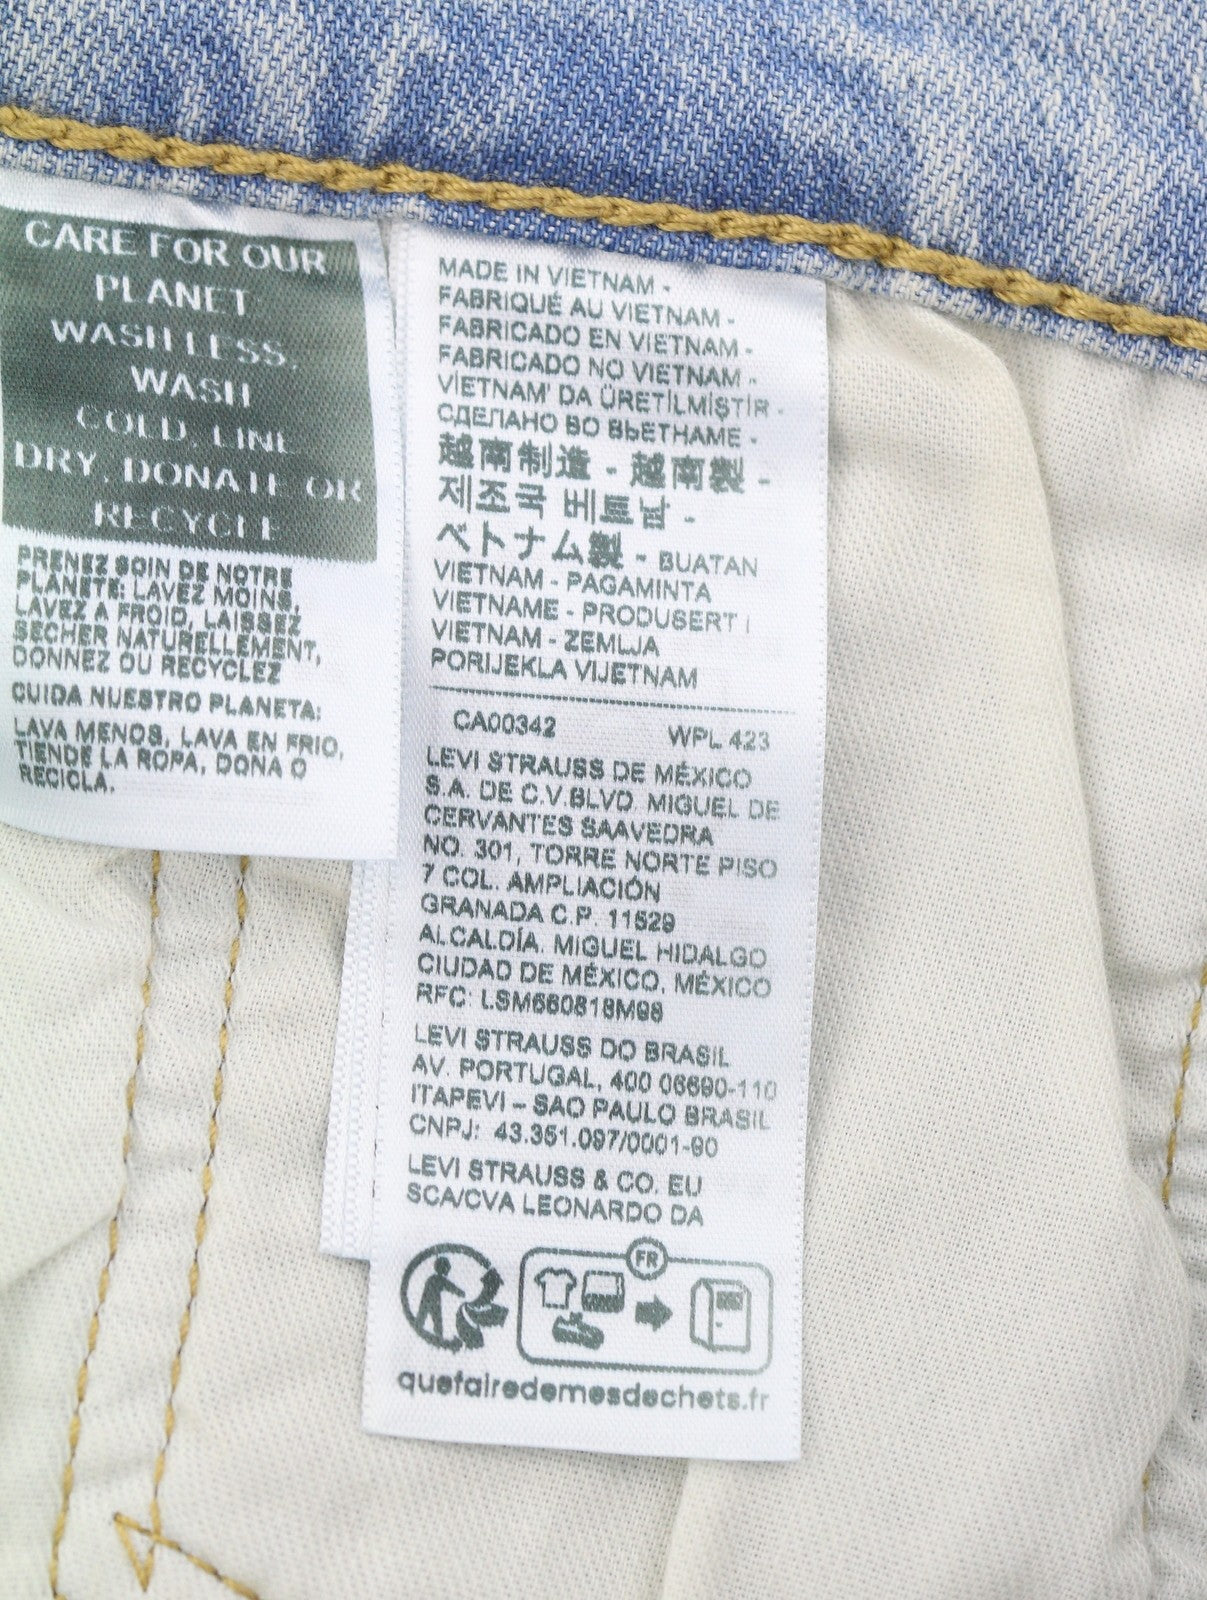 CARE FOR OUR
PLANET
WASH LESS,
WASH
COLD, LINE
DRY, DONATE OR
RECYCLE
PRENEZ SOIN DE NOTRE
PLANÈTE: LAVEZ MOINS,
LAVEZ A FROID, LAISSEZ
SÉCHER NATURELLEMENT,
DONNEZ OU RECYCLEZ
CUIDA NUESTRO PLANETA:
LAVA MENOS, LAVA EN FRIO,
TIENDE LA ROPA, DONA O
RECICLA.
MADE IN VIETNAM -
FABRIQUÉ AU VIETNAM -
FABRICADO EN VIETNAM -
FABRICADO NO VIETNAM -
VİETNAM' DA ÜRETİLMİŞTİR -
СДЕЛАНО ВО ВЬЕТНАМЕ -
越南制造 - 越南製 -
제조국 베트남 -
ベトナム製 - BUATAN
VIETNAM - PAGAMINTA
VIETNAME - PRODUSERT I
VIETNAM - ZEMLJA
PORIJEKLA VIJETNAM
CA00342 WPL 423
LEVI STRAUSS DE MÉXICO
S.A. DE C.V.BLVD. MIGUEL DE
CERVANTES SAAVEDRA
NO. 301, TORRE NORTE PISO
7 COL. AMPLIACIÓN
GRANADA C.P. 11529
ALCALDÍA. MIGUEL HIDALGO
CIUDAD DE MÉXICO, MÉXICO
RFC: LSM660818M98
LEVI STRAUSS DO BRASIL
AV. PORTUGAL, 400 06690-110
ITAPEVI – SAO PAULO BRASIL
CNPJ: 43.351.097/0001-90
LEVI STRAUSS & CO. EU
SCA/CVA LEONARDO DA
FR
quefairedemesdechets.fr